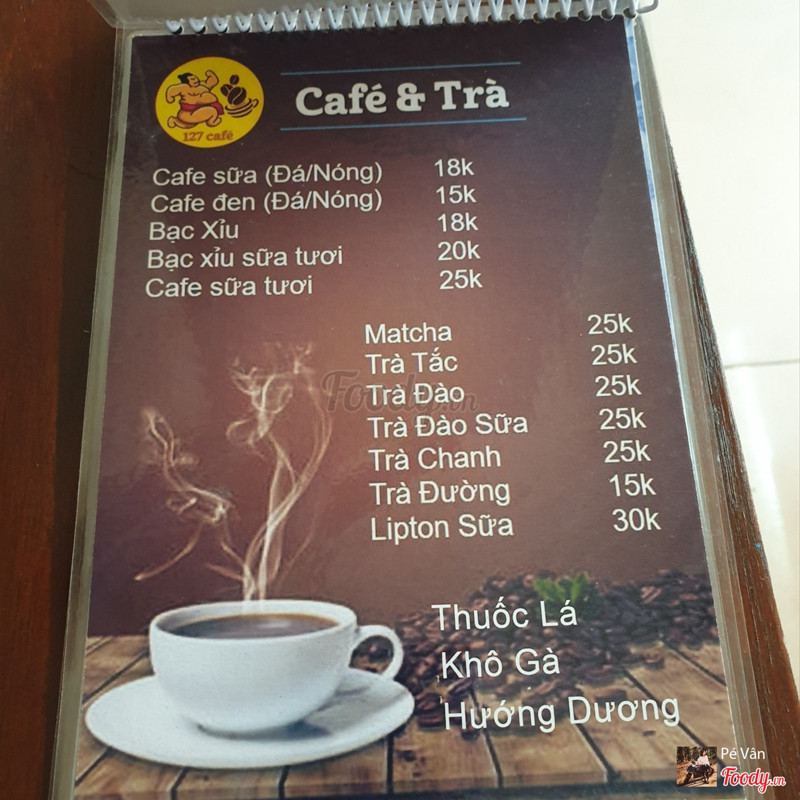 127 café
Café & Trà
Cafe sữa (Đá/Nóng) 18k
Cafe đen (Đá/Nóng) 15k
Bạc Xỉu 18k
Bạc xỉu sữa tươi 20k
Cafe sữa tươi 25k
Matcha 25k
Trà Tắc 25k
Trà Đào 25k
Trà Đào Sữa 25k
Trà Chanh 25k
Trà Đường 15k
Lipton Sữa 30k
Foody.vn
Thuốc Lá
Khô Gà
Hướng Dương
Pé Vân
Foody.vn